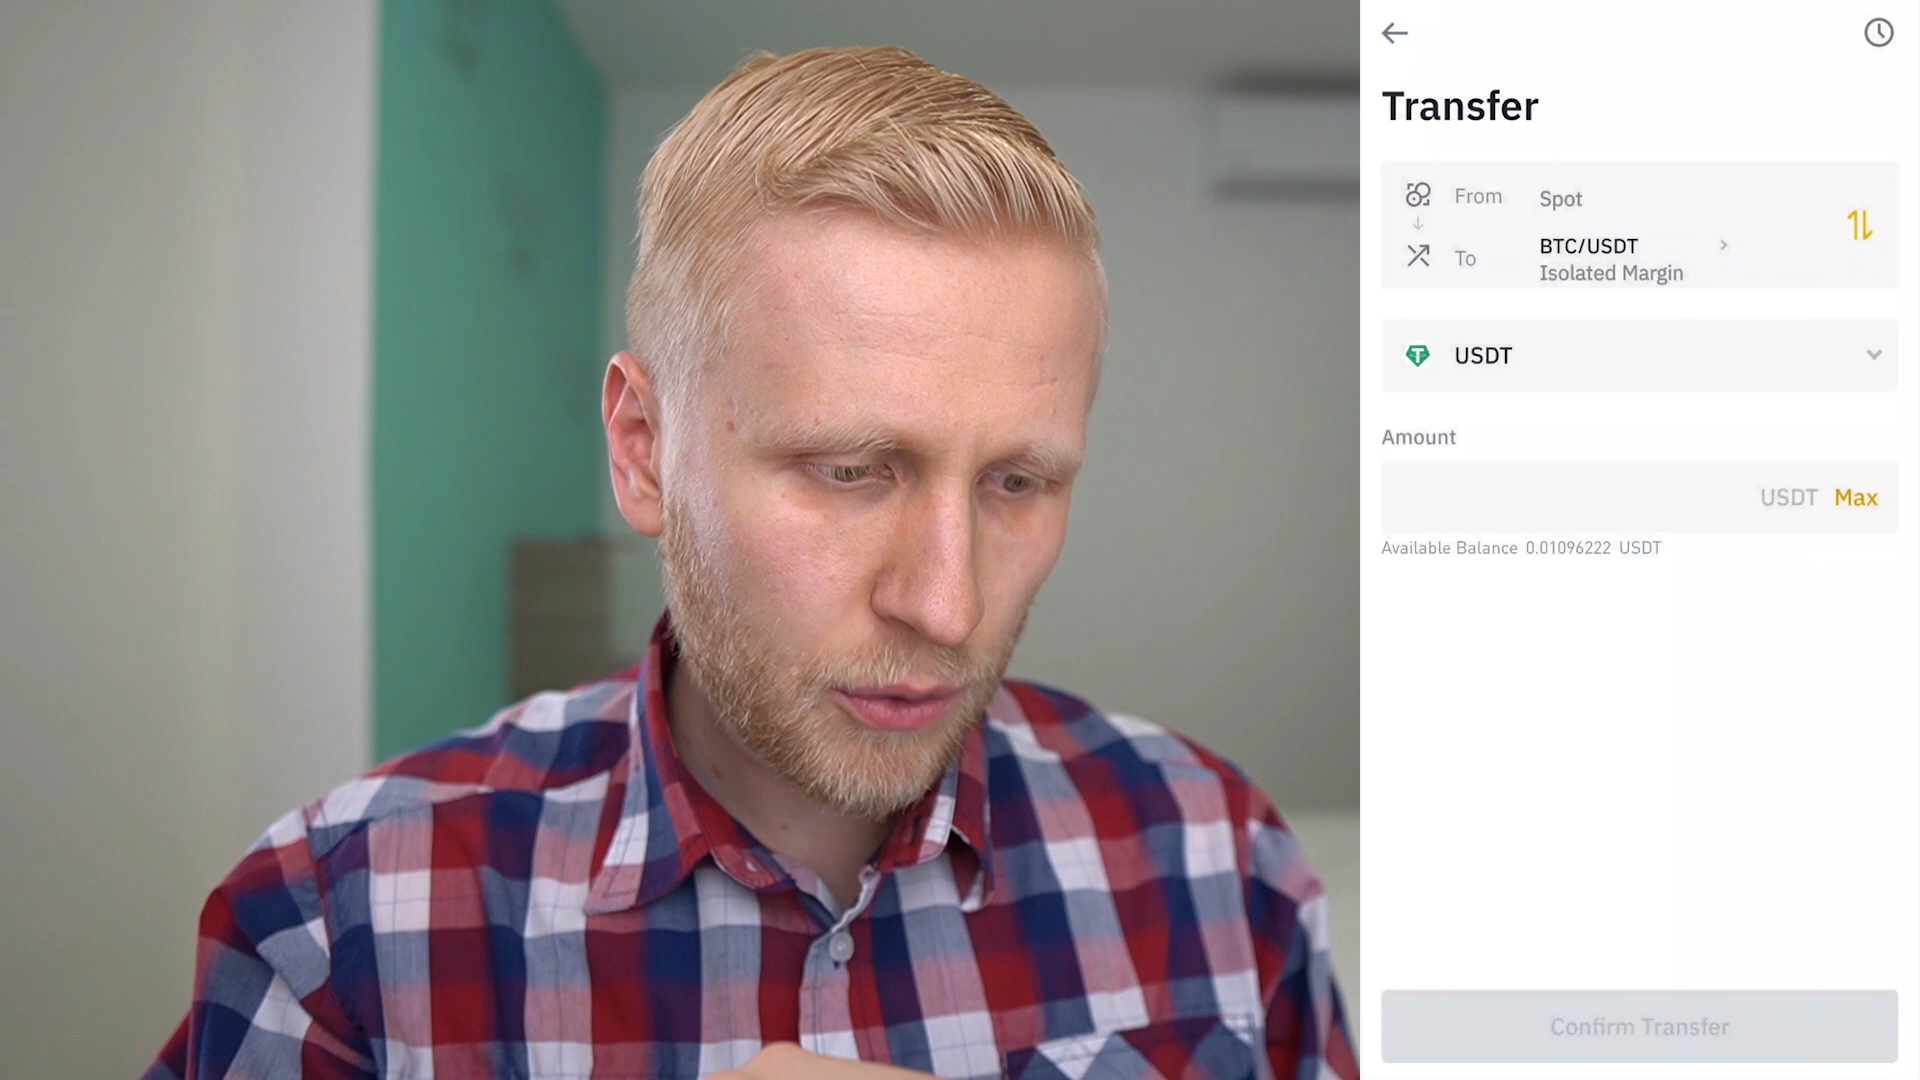 Transfer
From Spot
To BTC/USDT
Isolated Margin
USDT
Amount
USDT Max
Available Balance 0.01096222 USDT
Confirm Transfer